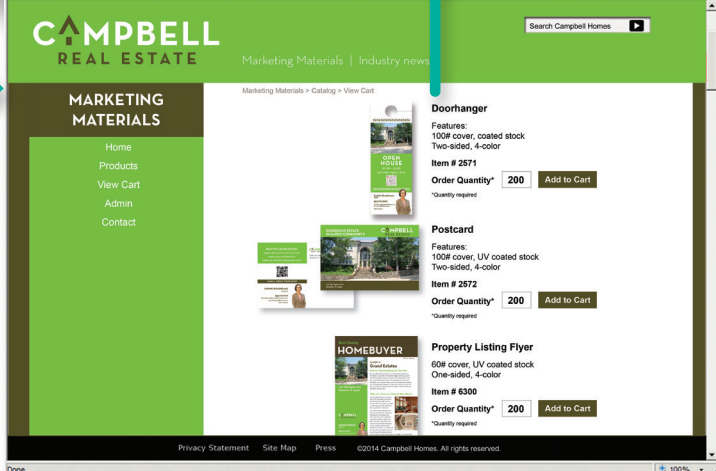 CAMPBELL
REAL ESTATE
Search Campbell Homes
Marketing Materials | Industry news
MARKETING
MATERIALS
Home
Products
View Cart
Admin
Contact
Marketing Materials > Catalog > View Cart
OPEN
HOUSE
Doorhanger
Features:
100# cover, coated stock
Two-sided, 4-color
Item # 2571
Order Quantity* 200 Add to Cart
*Quantity required
CAMPBELL
REAL ESTATE
Postcard
Features:
100# cover, UV coated stock
Two-sided, 4-color
Item # 2572
Order Quantity* 200 Add to Cart
*Quantity required
HOMEBUYER
Grand Estates
CAMPBELL
Property Listing Flyer
60# cover, UV coated stock
One-sided, 4-color
Item # 6300
Order Quantity* 200 Add to Cart
*Quantity required
Privacy Statement Site Map Press ©2014 Campbell Homes. All rights reserved.
Done
100%